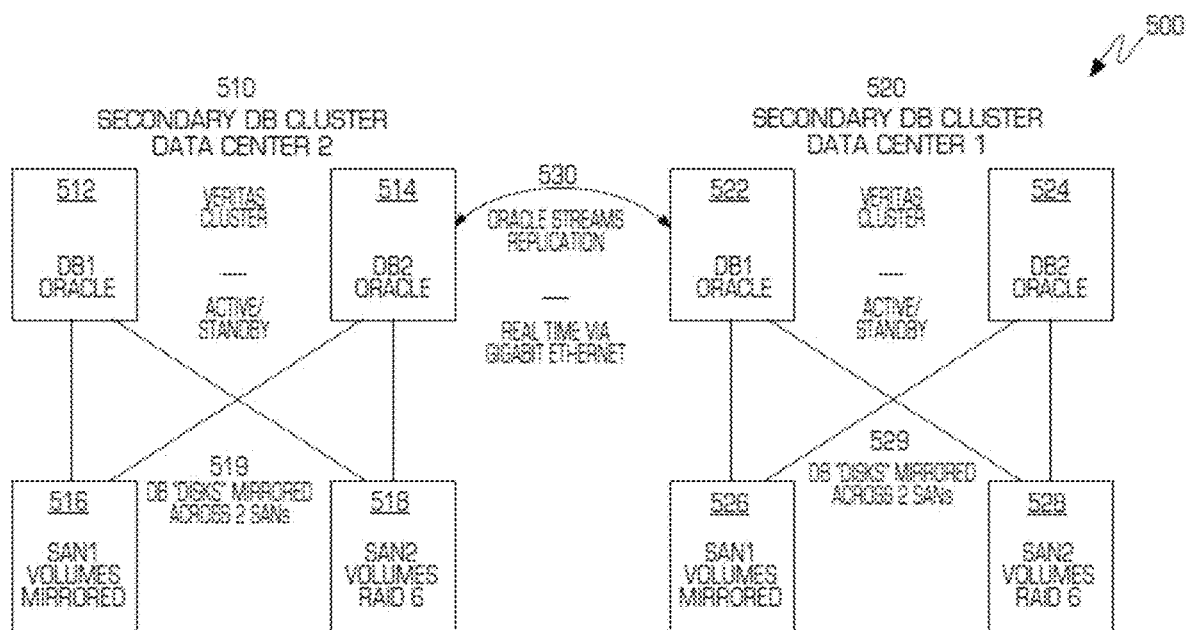 500
510
SECONDARY DB CLUSTER
DATA CENTER 2
520
SECONDARY DB CLUSTER
DATA CENTER 1
512
DB1
ORACLE
VERITAS
CLUSTER
—
ACTIVE/
STANDBY
514
DB2
ORACLE
530
ORACLE STREAMS
REPLICATION
—
REAL TIME VIA
GIGABIT ETHERNET
522
DB1
ORACLE
VERITAS
CLUSTER
—
ACTIVE/
STANDBY
524
DB2
ORACLE
516
SAN1
VOLUMES
MIRRORED
519
DB "DISKS" MIRRORED
ACROSS 2 SANs
518
SAN2
VOLUMES
RAID 6
526
SAN1
VOLUMES
MIRRORED
529
DB "DISKS" MIRRORED
ACROSS 2 SANs
528
SAN2
VOLUMES
RAID 6